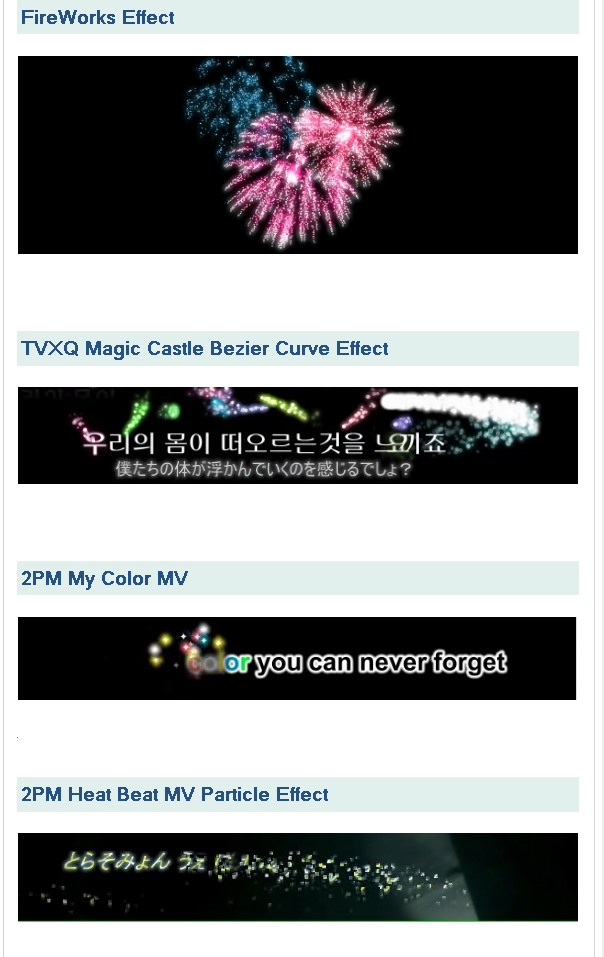 FireWorks Effect
TVXQ Magic Castle Bezier Curve Effect
우리의 몸이 떠오르는것을 느끼죠
僕たちの体が浮かんでいくのを感じるでしょ？
2PM My Color MV
color you can never forget
2PM Heat Beat MV Particle Effect
とらそみょん うぇ